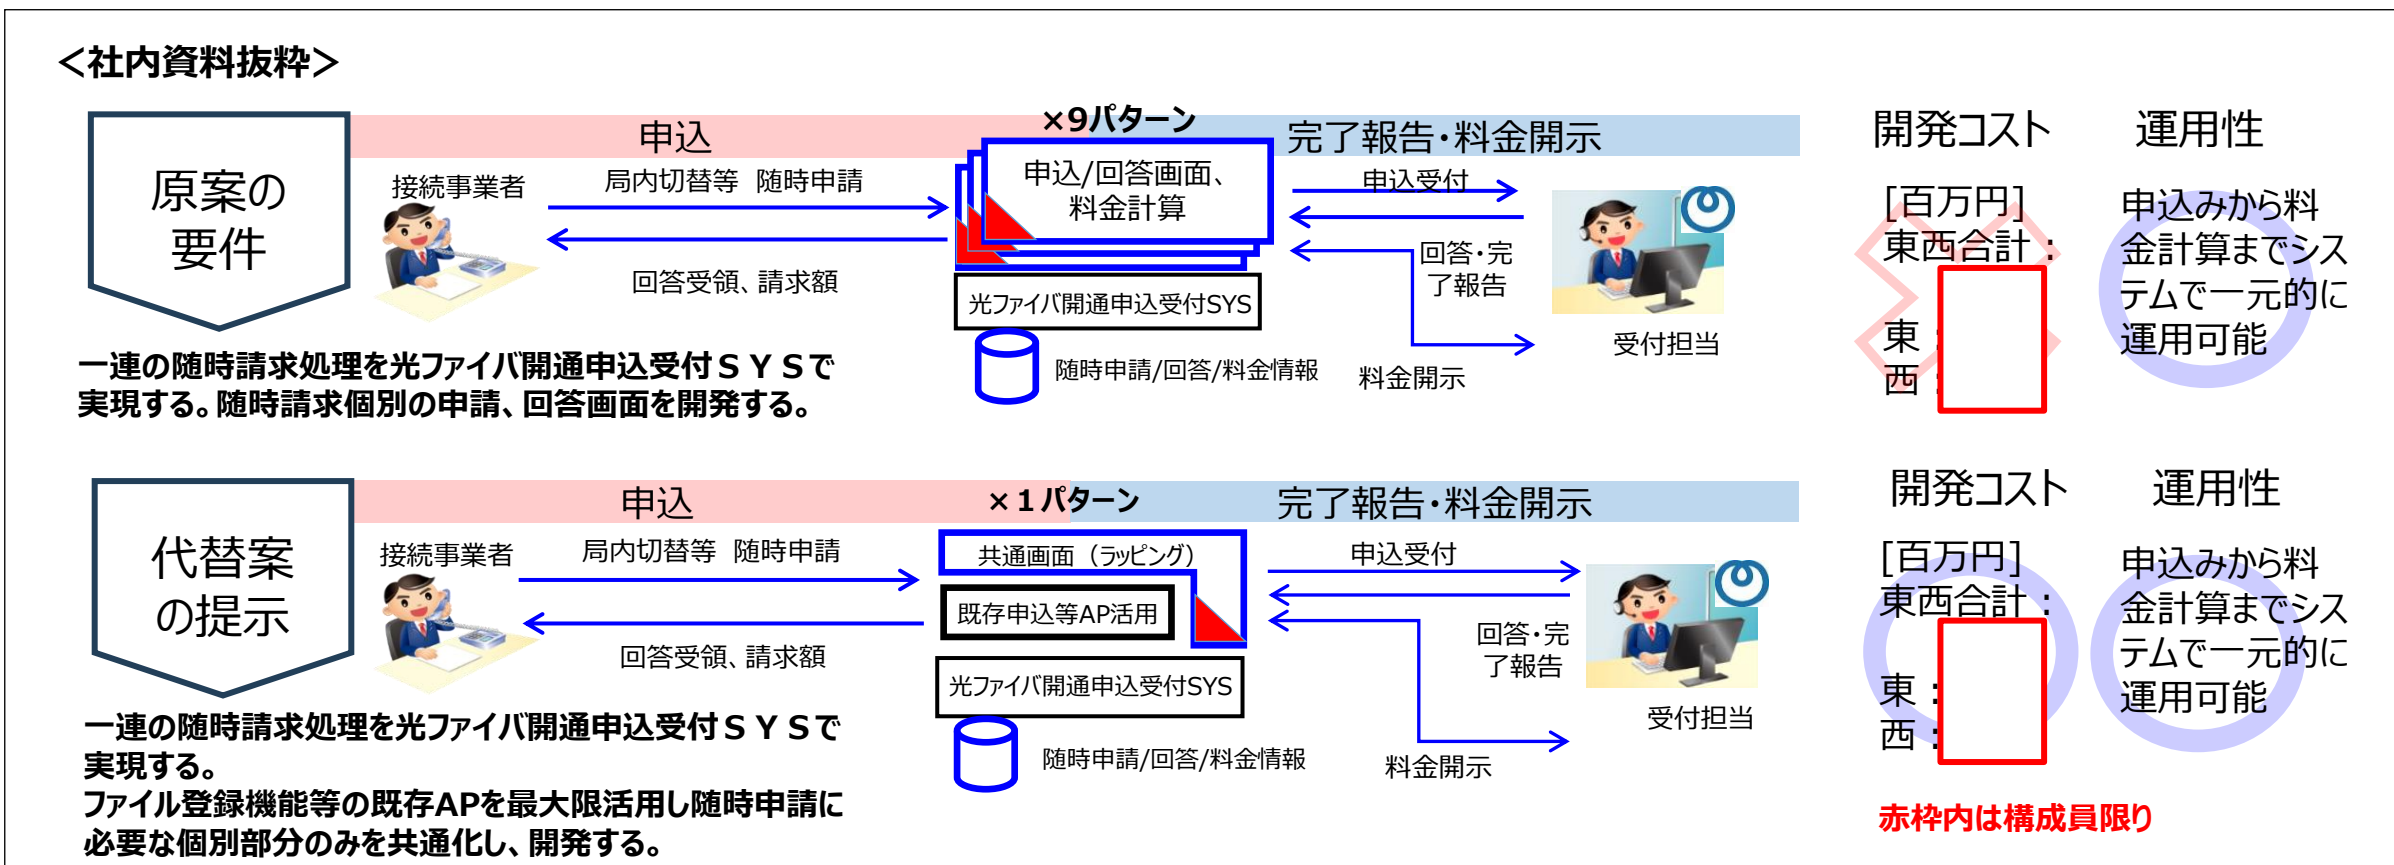 ＜社内資料抜粋＞
原案の
要件
申込
×9パターン
完了報告・料金開示
接続事業者
局内切替等　随時申請
回答受領、請求額
申込/回答画面、
料金計算
光ファイバ開通申込受付SYS
随時申請/回答/料金情報
申込受付
回答・完
了報告
料金開示
受付担当
一連の随時請求処理を光ファイバ開通申込受付ＳＹＳで
実現する。随時請求個別の申請、回答画面を開発する。
開発コスト
[百万円]
東西合計：
東：
西：
運用性
申込みから料
金計算までシス
テムで一元的に
運用可能
代替案
の提示
申込
×１パターン
完了報告・料金開示
接続事業者
局内切替等　随時申請
回答受領、請求額
共通画面（ラッピング）
既存申込等AP活用
光ファイバ開通申込受付SYS
随時申請/回答/料金情報
申込受付
回答・完
了報告
料金開示
受付担当
一連の随時請求処理を光ファイバ開通申込受付ＳＹＳで
実現する。
ファイル登録機能等の既存APを最大限活用し随時申請に
必要な個別部分のみを共通化し、開発する。
開発コスト
[百万円]
東西合計：
東：
西：
運用性
申込みから料
金計算までシス
テムで一元的に
運用可能
赤枠内は構成員限り